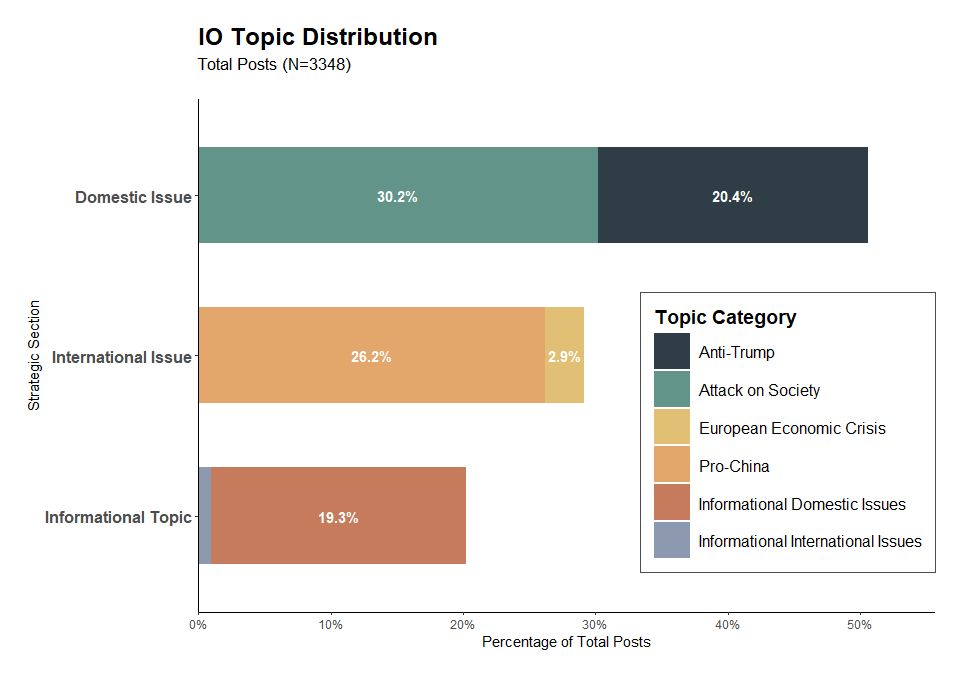 IO Topic Distribution
Total Posts (N=3348)
Domestic Issue
30.2%
20.4%
Strategic Section
International Issue
26.2%
2.9%
Informational Topic
19.3%
Topic Category
Anti-Trump
Attack on Society
European Economic Crisis
Pro-China
Informational Domestic Issues
Informational International Issues
0%
10%
20%
30%
40%
50%
Percentage of Total Posts